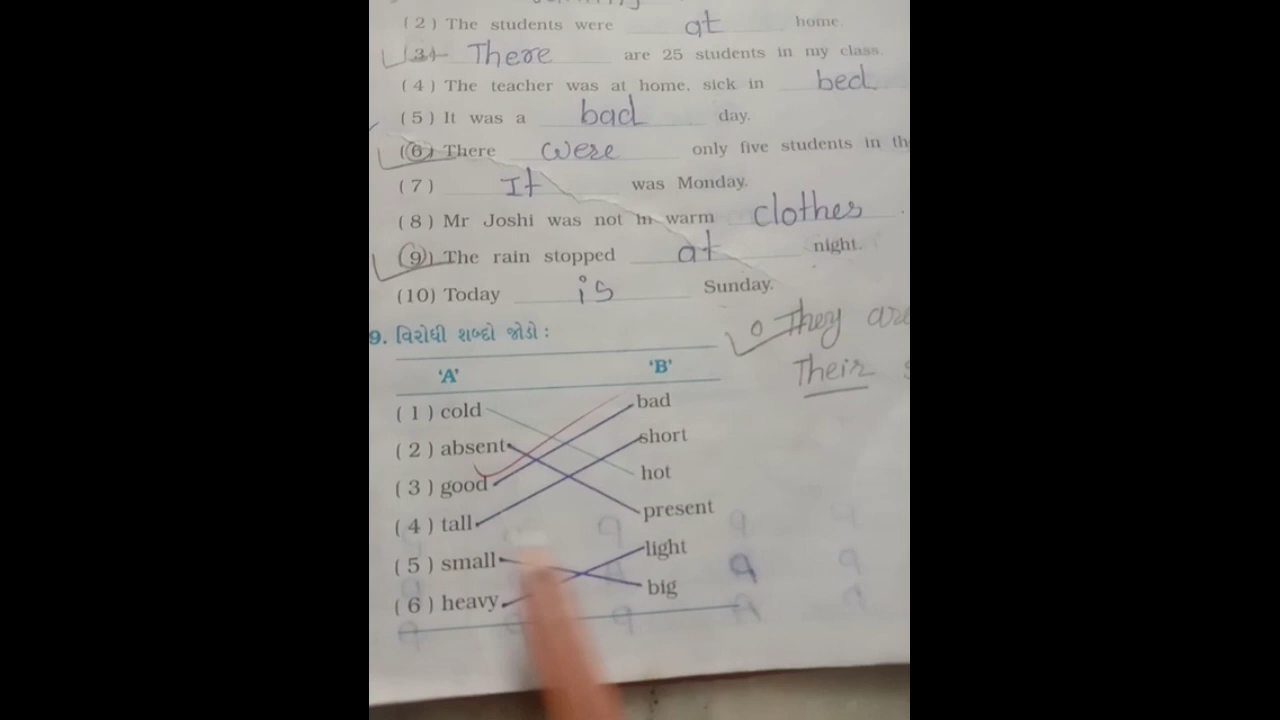 (2) The students were at home.
(3) There are 25 students in my class.
(4) The teacher was at home, sick in bed
(5) It was a bad day.
(6) There were only five students in
(7) It was Monday.
(8) Mr Joshi was not in warm clothes.
(9) The rain stopped at night.
(10) Today is Sunday.
They are
Their
9. વિરોધી શબ્દો જોડો :
'A' 'B'
(1) cold bad
(2) absent short
(3) good hot
(4) tall present
(5) small light
(6) heavy big